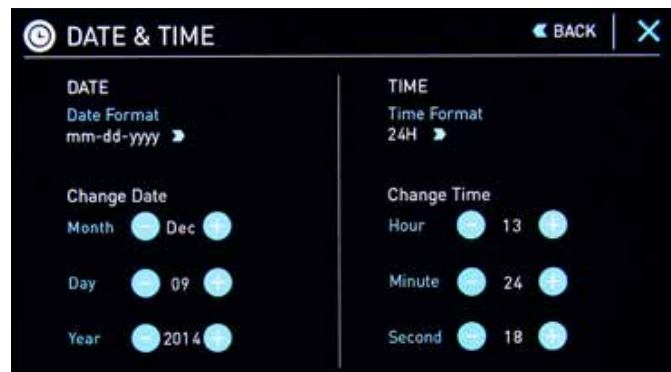 DATE & TIME
BACK
DATE
Date Format
mm-dd-yyyy
Change Date
Month Dec
Day 09
Year 2014
TIME
Time Format
24H
Change Time
Hour 13
Minute 24
Second 18